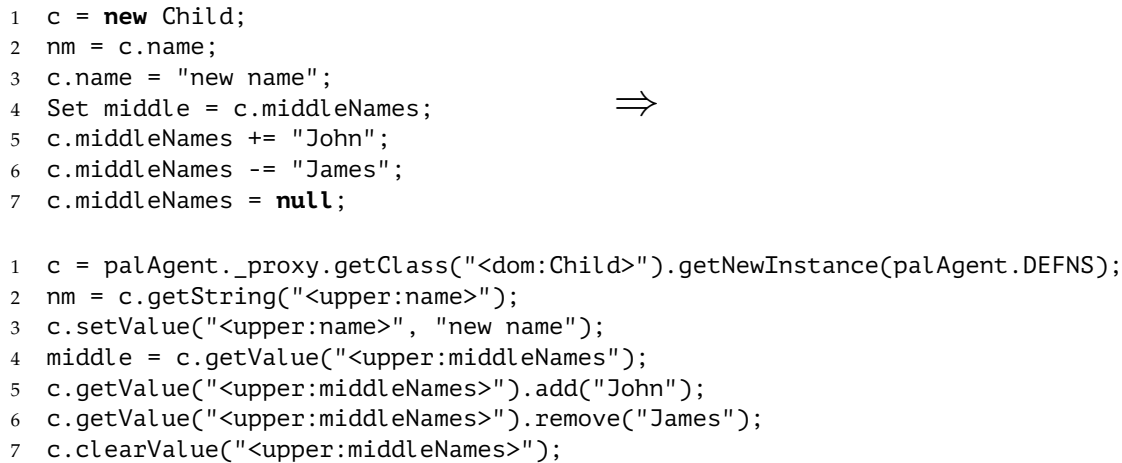 1 c = new Child;
2 nm = c.name;
3 c.name = "new name";
4 Set middle = c.middleNames; ⇒
5 c.middleNames += "John";
6 c.middleNames -= "James";
7 c.middleNames = null;
1 c = palAgent._proxy.getClass("<dom:Child>").getNewInstance(palAgent.DEFNS);
2 nm = c.getString("<upper:name>");
3 c.setValue("<upper:name>", "new name");
4 middle = c.getValue("<upper:middleNames");
5 c.getValue("<upper:middleNames>").add("John");
6 c.getValue("<upper:middleNames>").remove("James");
7 c.clearValue("<upper:middleNames>");